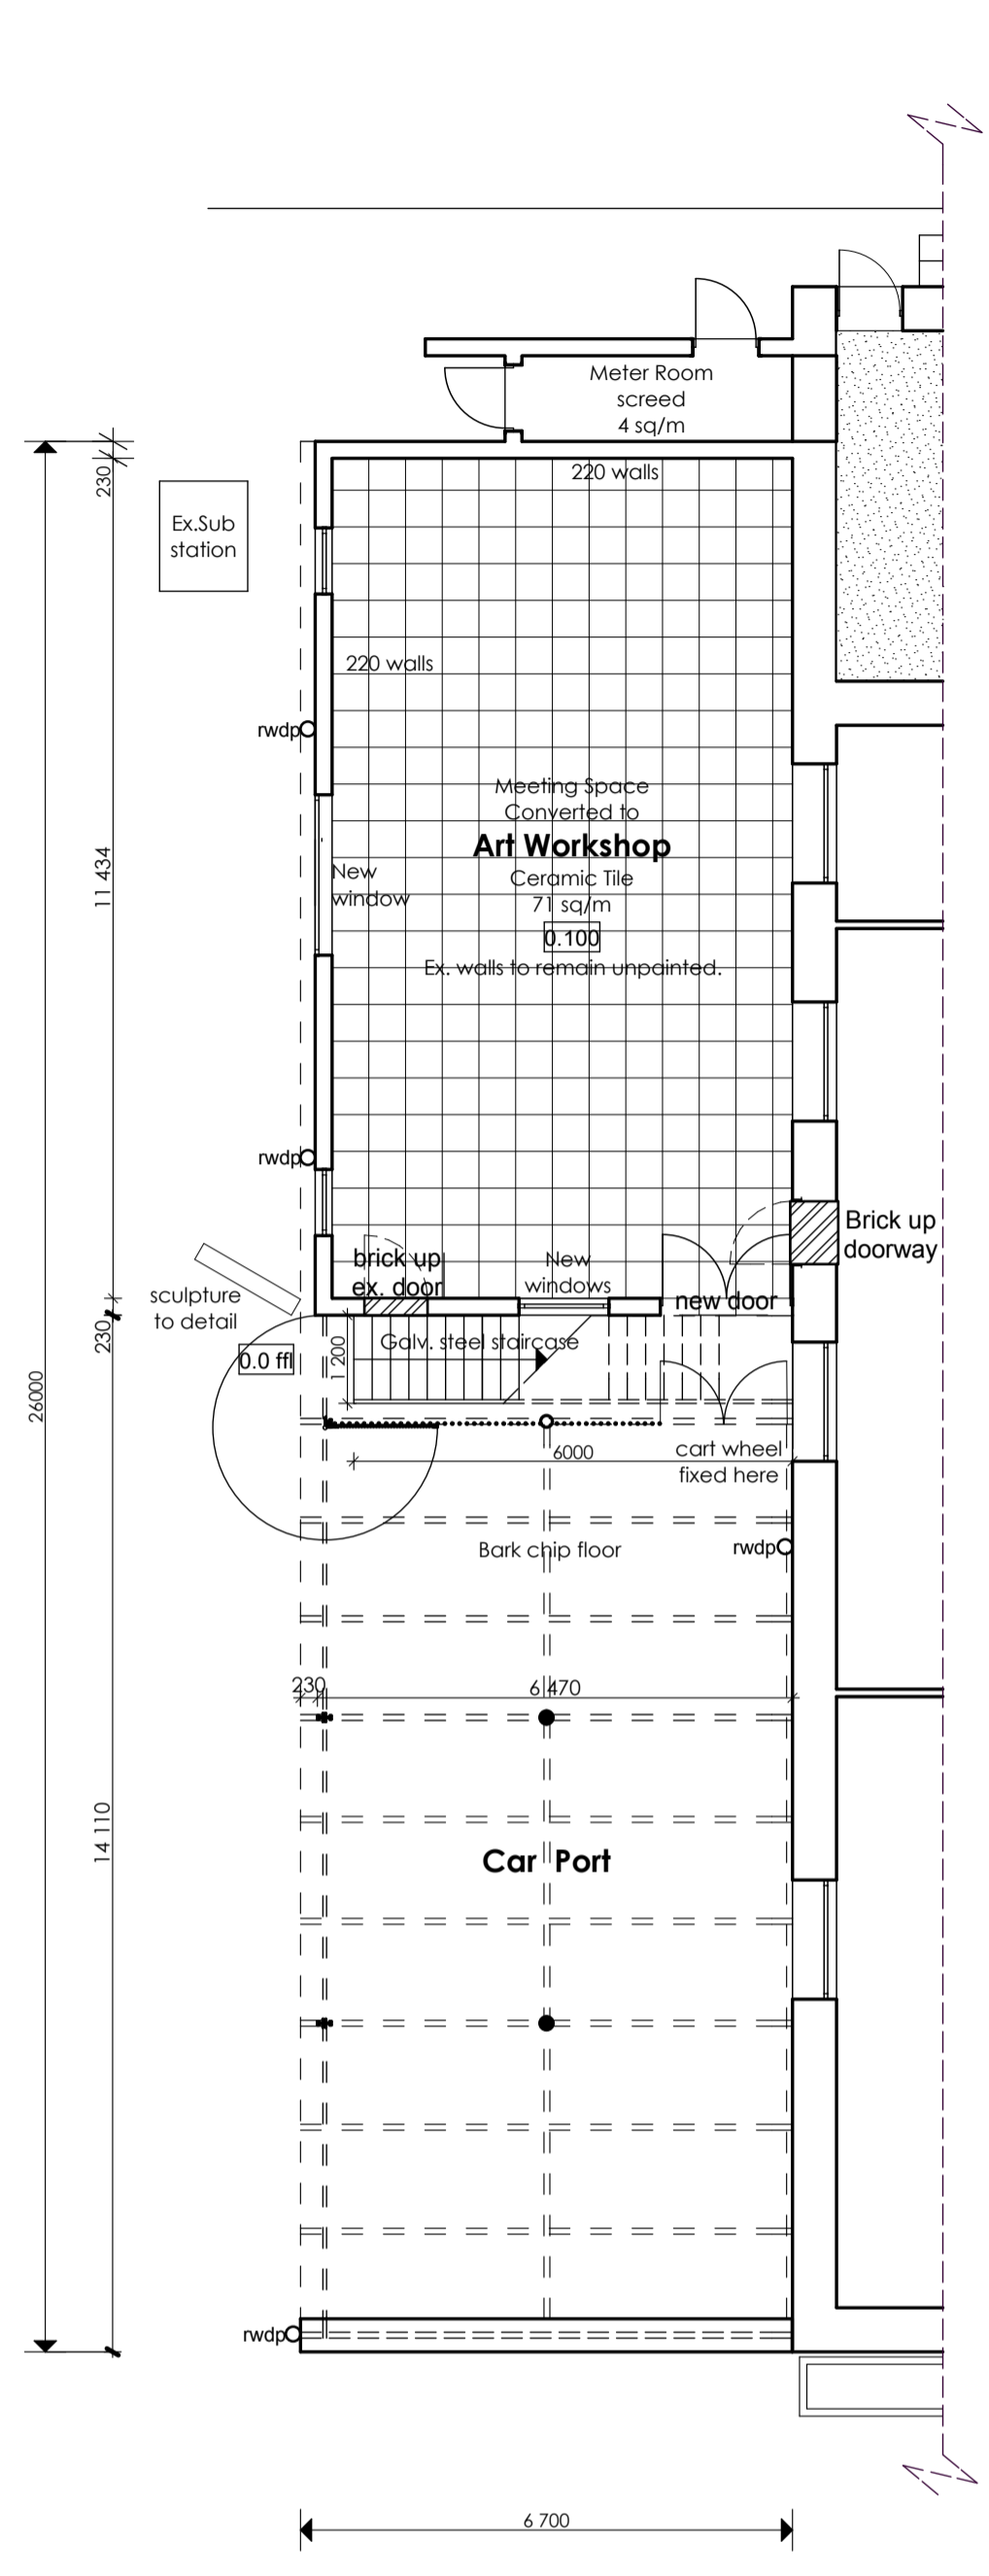 Meter Room
screed
4 sq/m
220 walls
230
Ex.Sub
station
220 walls
rwdp
Meeting Space
Converted to
Art Workshop
Ceramic Tile
71 sq/m
0.100
Ex. walls to remain unpainted.
New
window
11 434
rwdp
Brick up
doorway
brick up
ex. door
New
windows
new door
sculpture
to detail
230
Galv. steel staircase
1 200
0.0 ffl
26000
6000
cart wheel
fixed here
Bark chip floor
rwdp
230
6 470
14 110
Car Port
rwdp
6 700